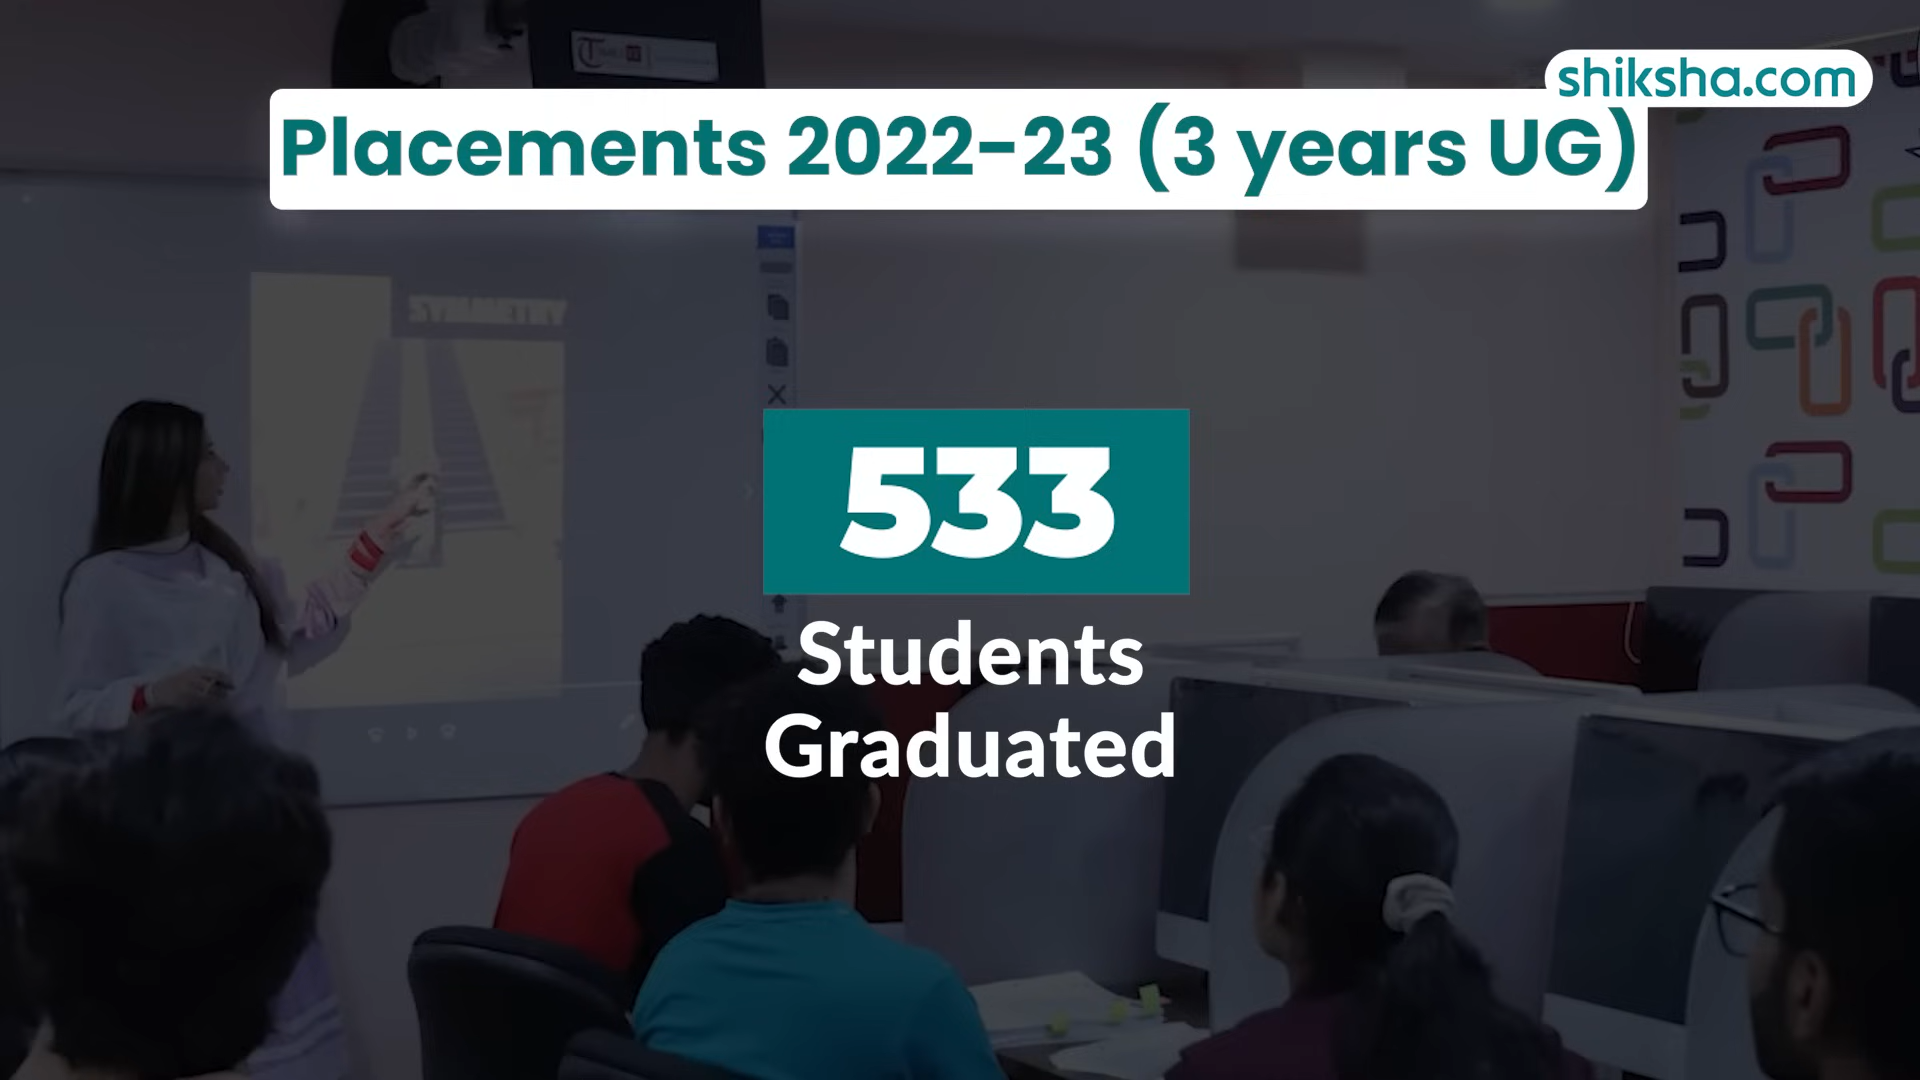 shiksha.com
Placements 2022-23 (3 years UG)
SYMMETRY
533
Students
Graduated